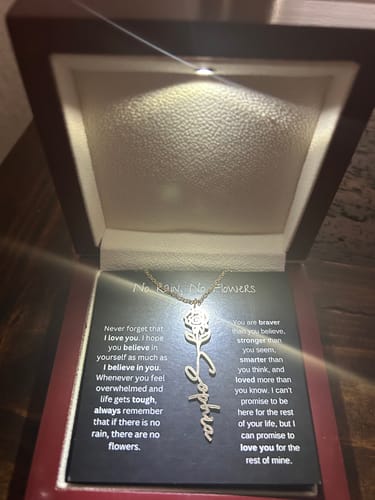 No Rain, No Flowers
Never forget that
I love you. I hope
you believe in
yourself as much as
I believe in you.
Whenever you feel
overwhelmed and
life gets tough,
always remember
that if there is no
rain, there are no
flowers.
You are braver
than you believe,
stronger than
you seem,
smarter than
you think, and
loved more than
you know. I can't
promise to be
here for the rest
of your life, but I
can promise to
love you for the
rest of mine.
Sophie